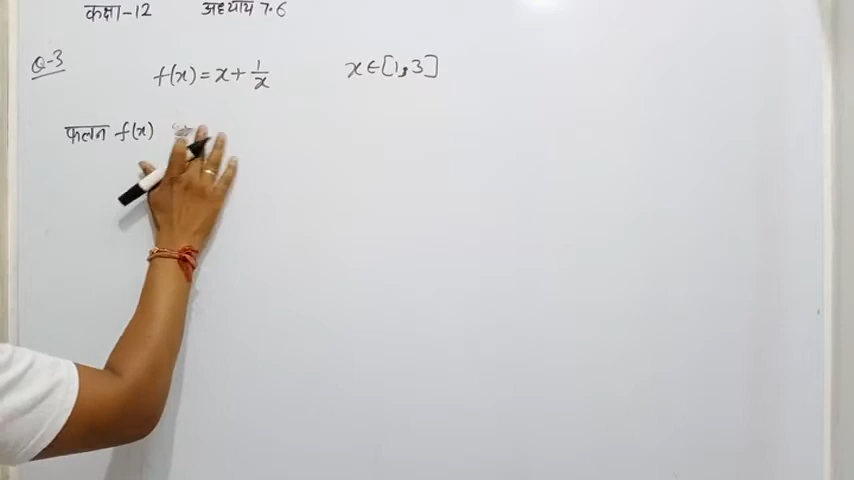 कक्षा-12 अध्याय 7.6
Q-3 f(x) = x + 1/x x ∈ [1, 3]
फलन f(x)